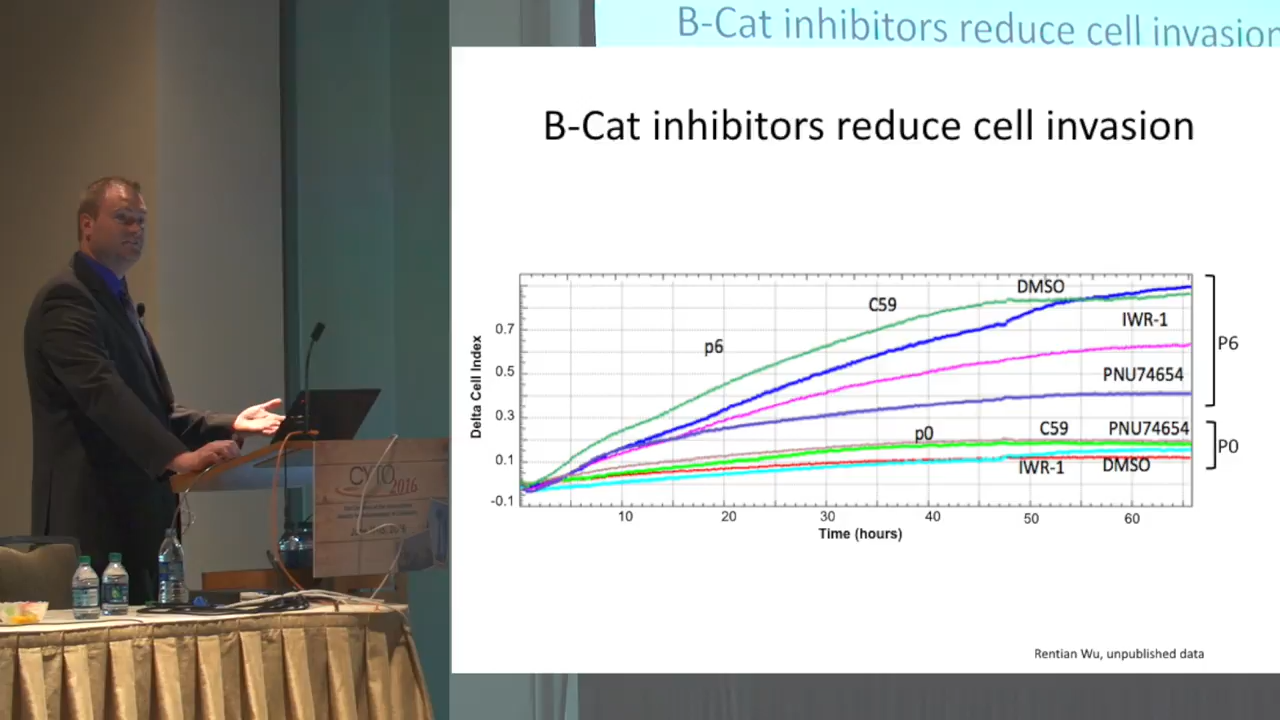 B-Cat inhibitors reduce cell invasion
B-Cat inhibitors reduce cell invasion
DMSO
C59
IWR-1
p6
P6
PNU74654
C59
PNU74654
p0
P0
IWR-1
DMSO
Delta Cell Index
0.7
0.5
0.3
0.1
-0.1
10
20
30
40
50
60
Time (hours)
Rentian Wu, unpublished data
CYTO
2016